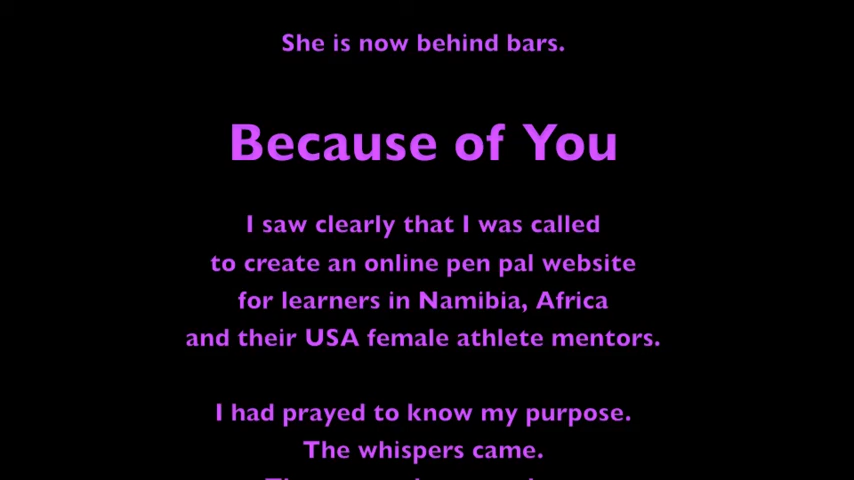 She is now behind bars.
Because of You
I saw clearly that I was called
to create an online pen pal website
for learners in Namibia, Africa
and their USA female athlete mentors.
I had prayed to know my purpose.
The whispers came.